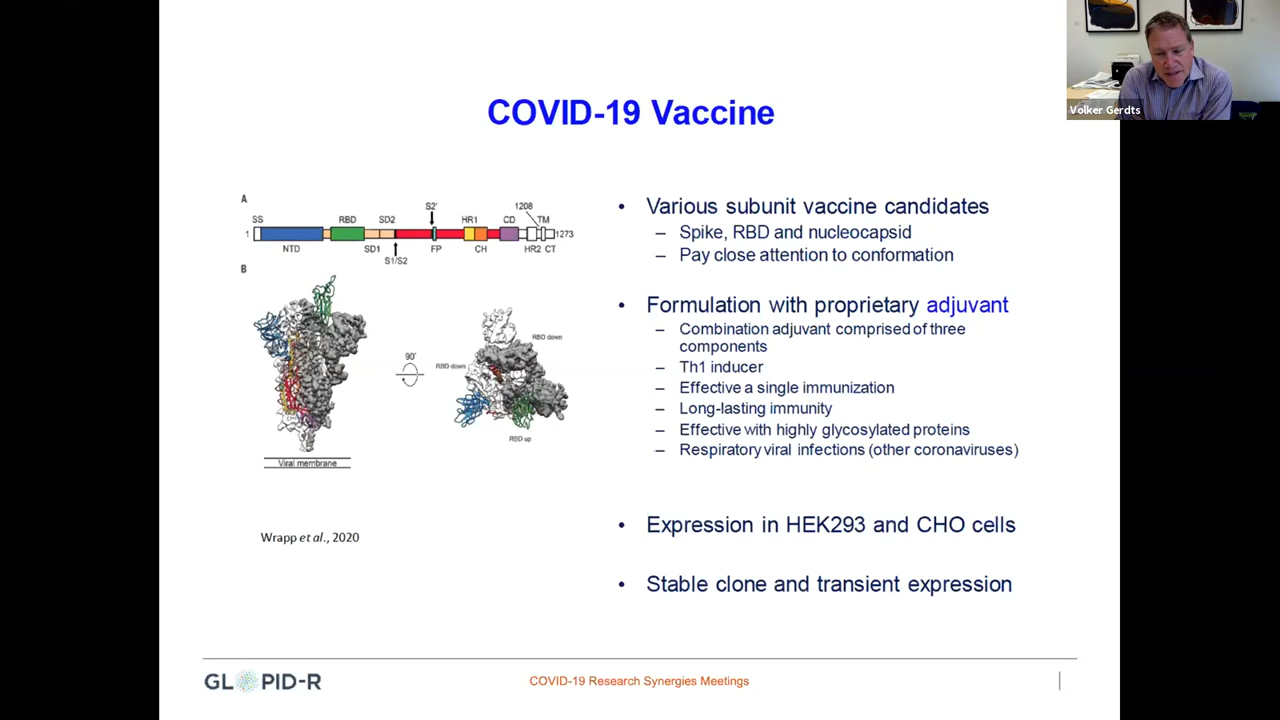 Volker Gerdts
COVID-19 Vaccine
A
SS RBD SD2 S2' HR1 CD 1208 TM
1 1273
NTD SD1 FP CH HR2 CT
S1/S2
B
RBD down
RBD down
90°
RBD up
Viral membrane
Wrapp et al., 2020
• Various subunit vaccine candidates
– Spike, RBD and nucleocapsid
– Pay close attention to conformation
• Formulation with proprietary adjuvant
– Combination adjuvant comprised of three
components
– Th1 inducer
– Effective a single immunization
– Long-lasting immunity
– Effective with highly glycosylated proteins
– Respiratory viral infections (other coronaviruses)
• Expression in HEK293 and CHO cells
• Stable clone and transient expression
GLOPID-R
COVID-19 Research Synergies Meetings